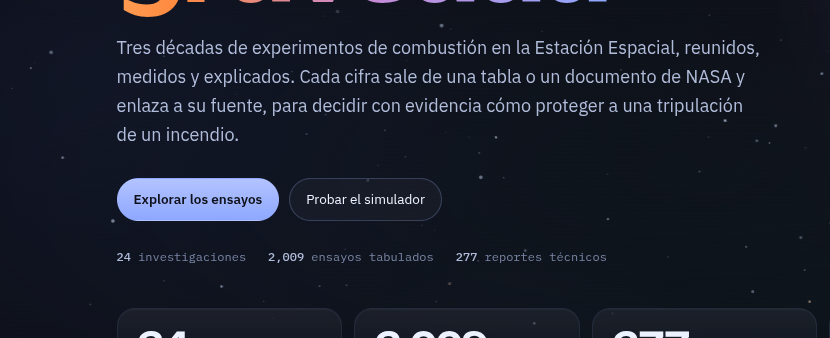 Tres décadas de experimentos de combustión en la Estación Espacial, reunidos,
medidos y explicados. Cada cifra sale de una tabla o un documento de NASA y
enlaza a su fuente, para decidir con evidencia cómo proteger a una tripulación
de un incendio.
Explorar los ensayos Probar el simulador
24 investigaciones 2,009 ensayos tabulados 277 reportes técnicos